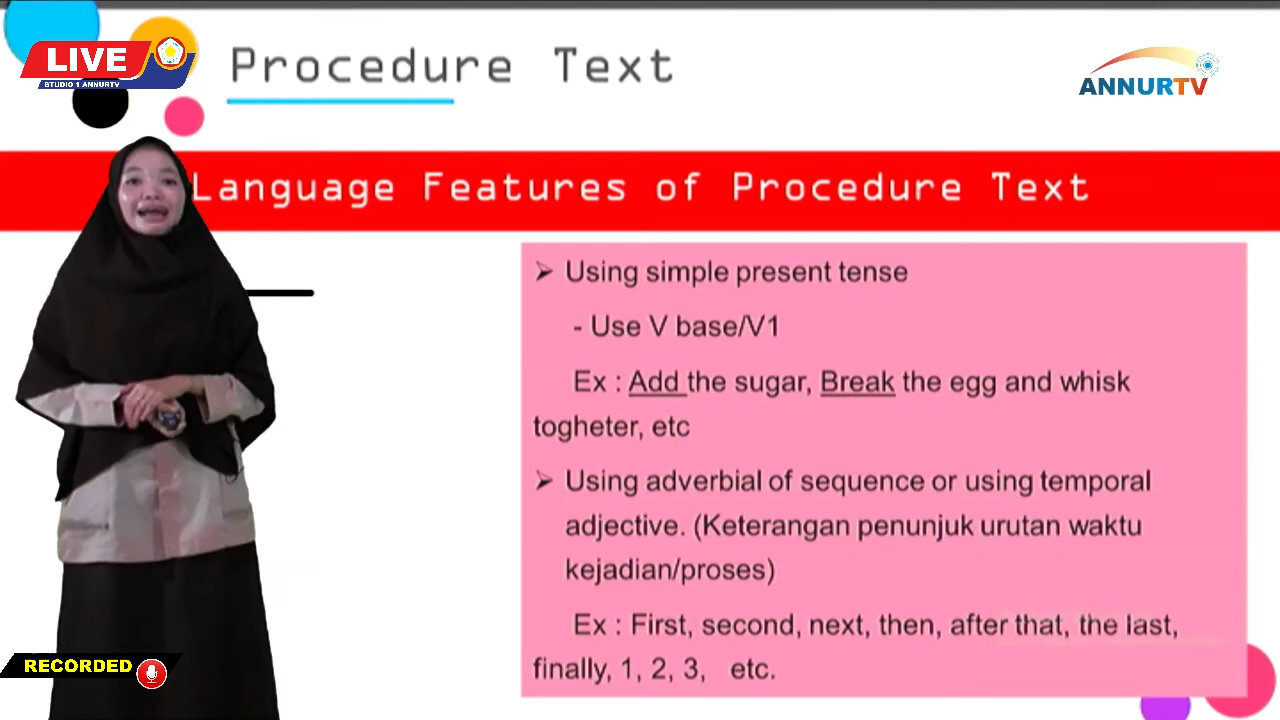 LIVE
STUDIO 1 ANNURTV
Procedure Text
ANNURTV
Language Features of Procedure Text
➢ Using simple present tense
- Use V base/V1
Ex : Add the sugar, Break the egg and whisk
togheter, etc
➢ Using adverbial of sequence or using temporal
adjective. (Keterangan penunjuk urutan waktu
kejadian/proses)
Ex : First, second, next, then, after that, the last,
finally, 1, 2, 3, etc.
RECORDED